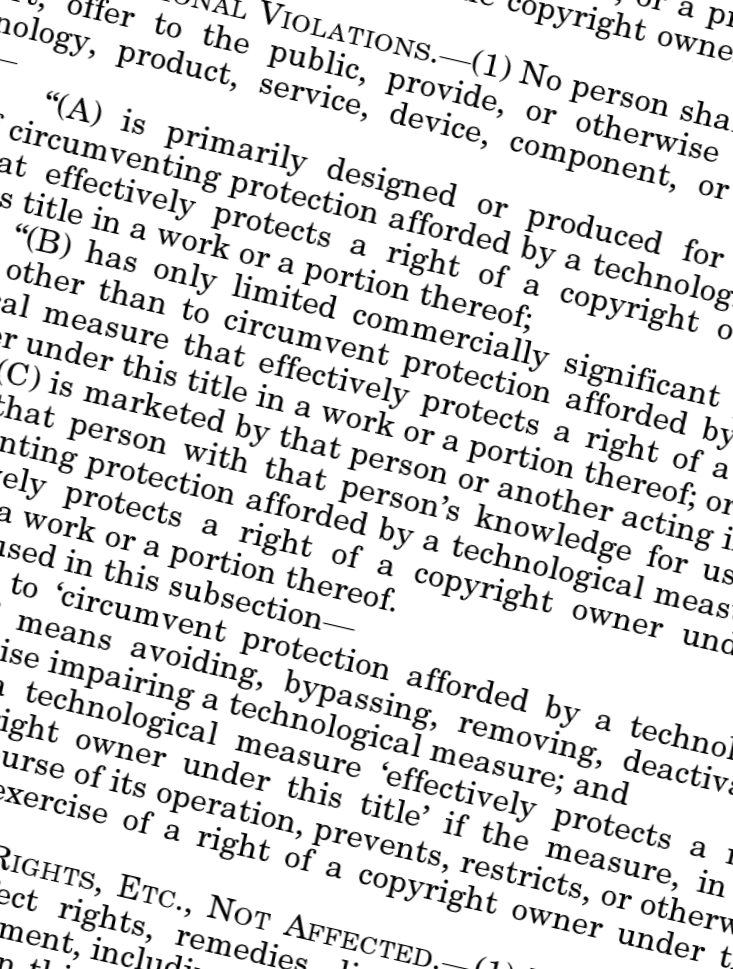 copyright owne
ONAL VIOLATIONS.—(1) No person sha
offer to the public, provide, or otherwise
nology, product, service, device, component, or
—
“(A) is primarily designed or produced for
circumventing protection afforded by a technolog
at effectively protects a right of a copyright o
s title in a work or a portion thereof;
“(B) has only limited commercially significant
other than to circumvent protection afforded by
al measure that effectively protects a right of a
er under this title in a work or a portion thereof; or
(C) is marketed by that person or another acting i
that person with that person’s knowledge for us
nting protection afforded by a technological meas
vely protects a right of a copyright owner und
a work or a portion thereof.
used in this subsection—
to ‘circumvent protection afforded by a technol
means avoiding, bypassing, removing, deactiva
ise impairing a technological measure; and
a technological measure ‘effectively protects a r
ight owner under this title’ if the measure, in
urse of its operation, prevents, restricts, or otherw
exercise of a right of a copyright owner under t
RIGHTS, ETC., NOT AFFECTED.—(1)
ect rights, remedies,
ment, includi